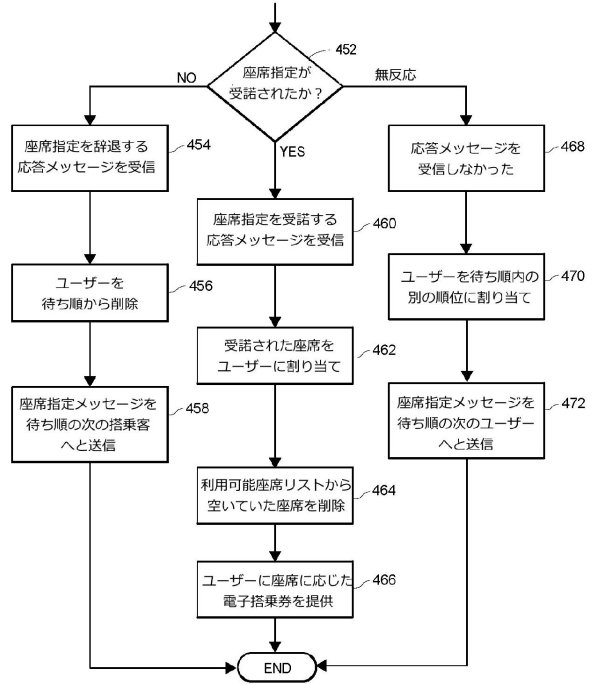 452
座席指定が
受諾されたか？
NO
無反応
YES
座席指定を辞退する
応答メッセージを受信
454
ユーザーを
待ち順から削除
456
座席指定メッセージを
待ち順の次の搭乗客
へと送信
458
座席指定を受諾する
応答メッセージを受信
460
受諾された座席を
ユーザーに割り当て
462
利用可能座席リストから
空いていた座席を削除
464
ユーザーに座席に応じた
電子搭乗券を提供
466
応答メッセージを
受信しなかった
468
ユーザーを待ち順内の
別の順位に割り当て
470
座席指定メッセージを
待ち順の次のユーザー
へと送信
472
END